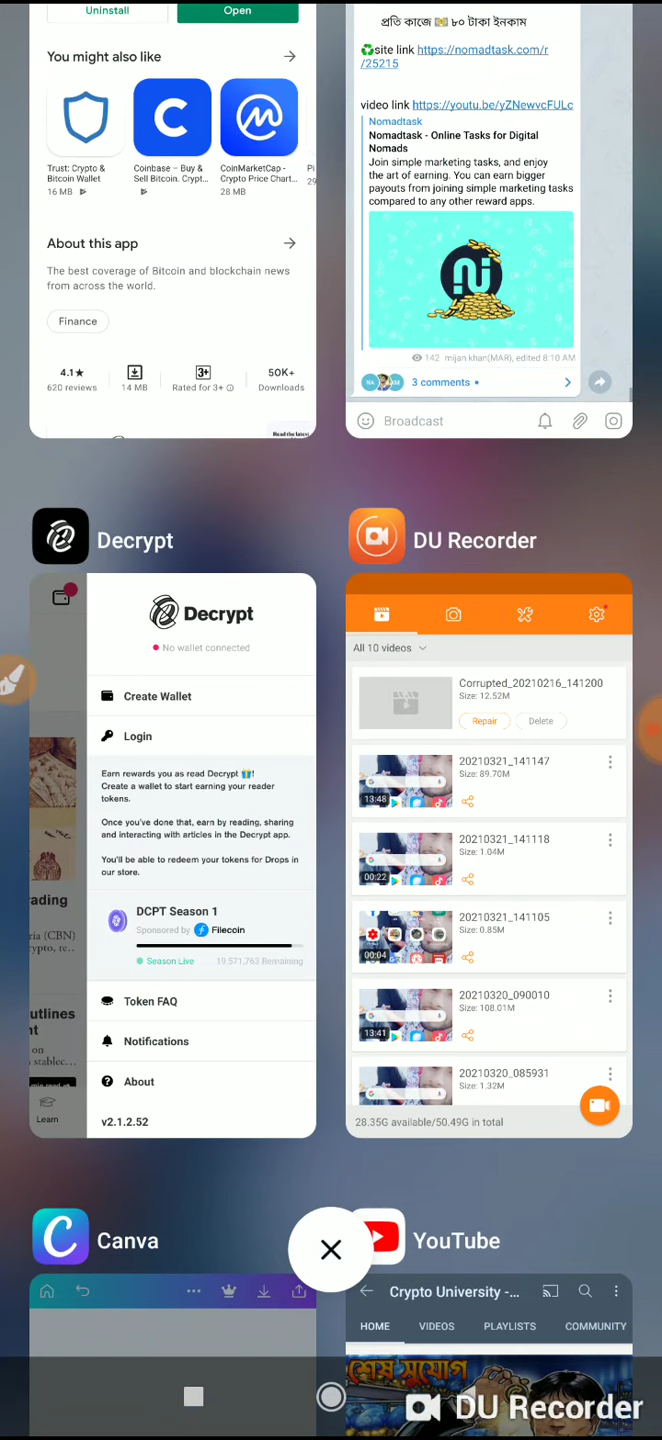 Uninstall
Open
You might also like
Trust: Crypto &
Bitcoin Wallet
16 MB
Coinbase – Buy &
Sell Bitcoin. Crypt...
CoinMarketCap -
Crypto Price Chart...
28 MB
Pi
29
About this app
The best coverage of Bitcoin and blockchain news
from across the world.
Finance
4.1★
620 reviews
14 MB
3+
Rated for 3+
50K+
Downloads
প্রতি কাজে 💵 ৮০ টাকা ইনকাম
♻️site link https://nomadtask.com/r
/25215
video link https://youtu.be/yZNewvcFULc
Nomadtask
Nomadtask - Online Tasks for Digital
Nomads
Join simple marketing tasks, and enjoy
the art of earning. You can earn bigger
payouts from joining simple marketing tasks
compared to any other reward apps.
142 mijan khan(MAR), edited 8:10 AM
3 comments
Broadcast
Decrypt
Decrypt
No wallet connected
Create Wallet
Login
Earn rewards you as read Decrypt 🎁!
Create a wallet to start earning your reader
tokens.
Once you've done that, earn by reading, sharing
and interacting with articles in the Decrypt app.
You'll be able to redeem your tokens for Drops in
our store.
DCPT Season 1
Sponsored by Filecoin
Season Live
19,571,763 Remaining
Token FAQ
Notifications
About
v2.1.2.52
Learn
DU Recorder
All 10 videos
Corrupted_20210216_141200
Size: 12.52M
Repair
Delete
20210321_141147
Size: 89.70M
13:48
20210321_141118
Size: 1.04M
00:22
20210321_141105
Size: 0.85M
00:04
20210320_090010
Size: 108.01M
13:41
20210320_085931
Size: 1.32M
28.35G available/50.49G in total
Canva
YouTube
Crypto University -...
HOME
VIDEOS
PLAYLISTS
COMMUNITY
সুযোগ
DU Recorder